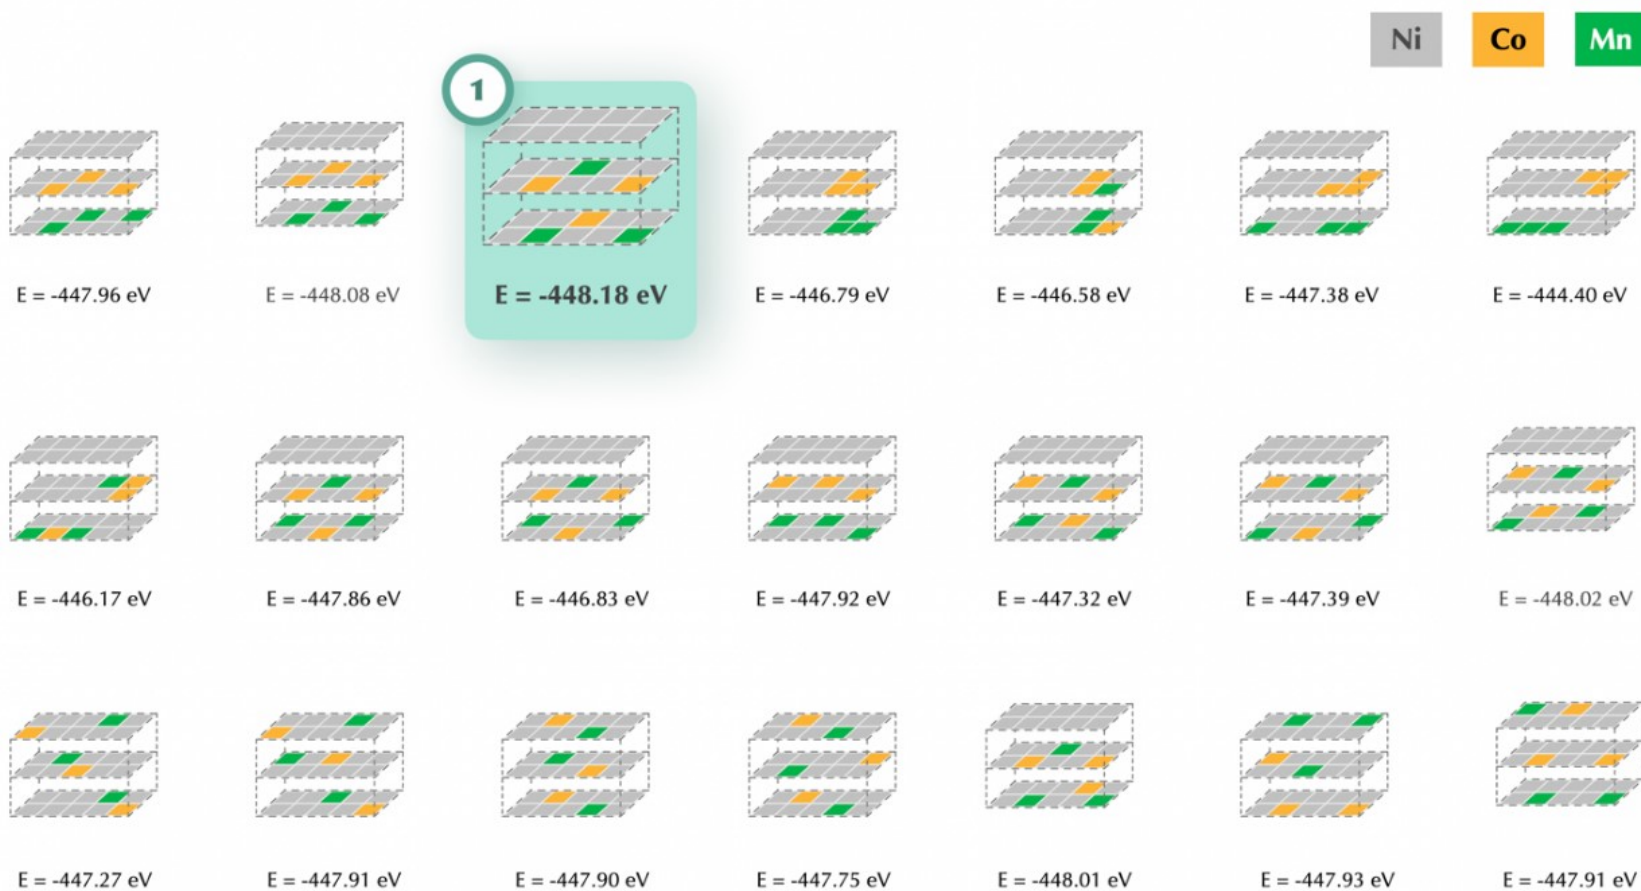 Ni Co Mn
1
E = -447.96 eV
E = -448.08 eV
E = -448.18 eV
E = -446.79 eV
E = -446.58 eV
E = -447.38 eV
E = -444.40 eV
E = -446.17 eV
E = -447.86 eV
E = -446.83 eV
E = -447.92 eV
E = -447.32 eV
E = -447.39 eV
E = -448.02 eV
E = -447.27 eV
E = -447.91 eV
E = -447.90 eV
E = -447.75 eV
E = -448.01 eV
E = -447.93 eV
E = -447.91 eV